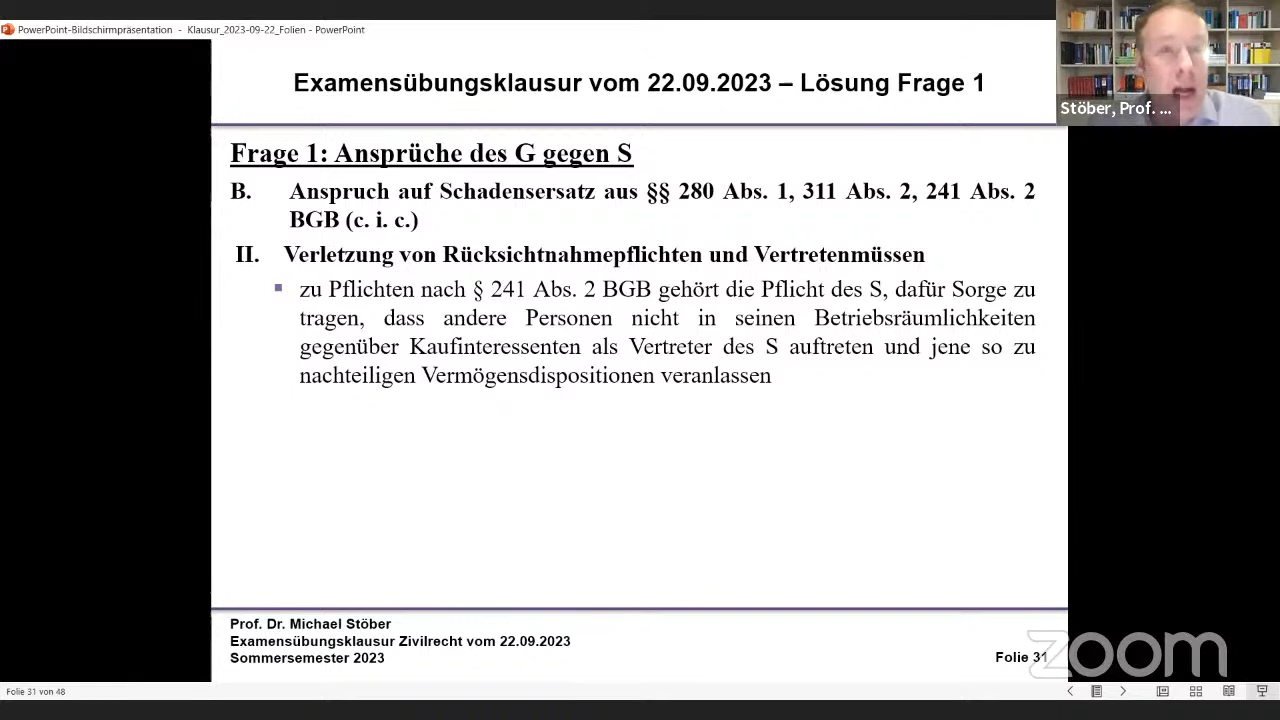 PowerPoint-Bildschirmpräsentation - Klausur_2023-09-22_Folien - PowerPoint
Stöber, Prof. ...
Examensübungsklausur vom 22.09.2023 – Lösung Frage 1
Frage 1: Ansprüche des G gegen S
B. Anspruch auf Schadensersatz aus §§ 280 Abs. 1, 311 Abs. 2, 241 Abs. 2
BGB (c. i. c.)
II. Verletzung von Rücksichtnahmepflichten und Vertretenmüssen
▪ zu Pflichten nach § 241 Abs. 2 BGB gehört die Pflicht des S, dafür Sorge zu
tragen, dass andere Personen nicht in seinen Betriebsräumlichkeiten
gegenüber Kaufinteressenten als Vertreter des S auftreten und jene so zu
nachteiligen Vermögensdispositionen veranlassen
Prof. Dr. Michael Stöber
Examensübungsklausur Zivilrecht vom 22.09.2023
Sommersemester 2023
Folie 31
zoom
Folie 31 von 48